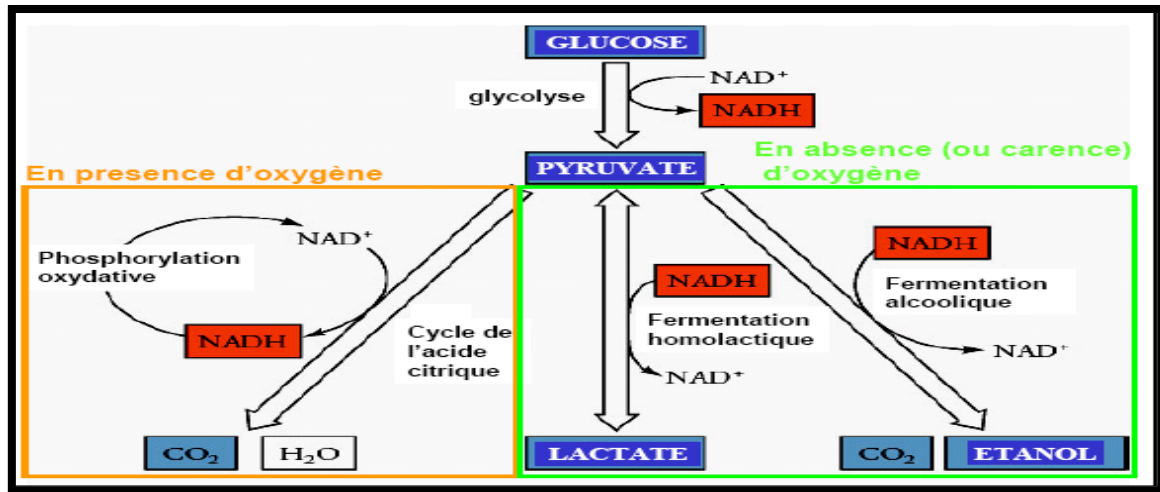 GLUCOSE
glycolyse
NAD⁺
NADH
PYRUVATE
En presence d'oxygène
En absence (ou carence)
d'oxygène
NAD⁺
Phosphorylation
oxydative
NADH
Cycle de
l'acide
citrique
NADH
Fermentation
homolactique
NAD⁺
NADH
Fermentation
alcoolique
NAD⁺
CO₂
H₂O
LACTATE
CO₂
ETANOL